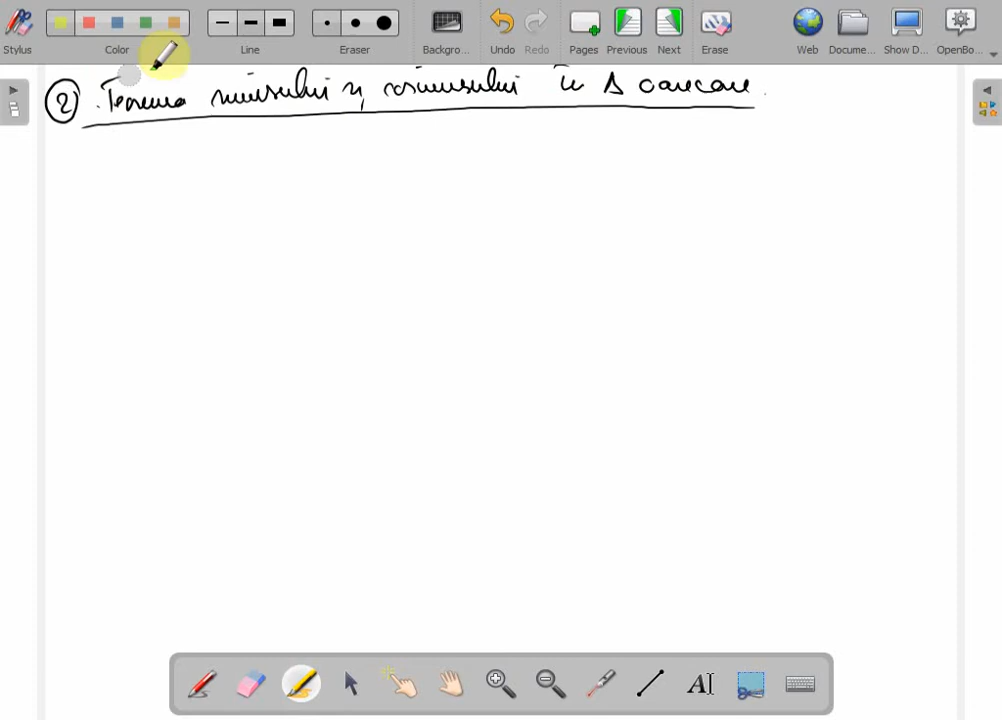 Stylus Color Line Eraser Backgro... Undo Redo Pages Previous Next Erase Web Docume... Show D... OpenBo...
② . Teorema sinusului și cosinusului în Δ oarecare.
A